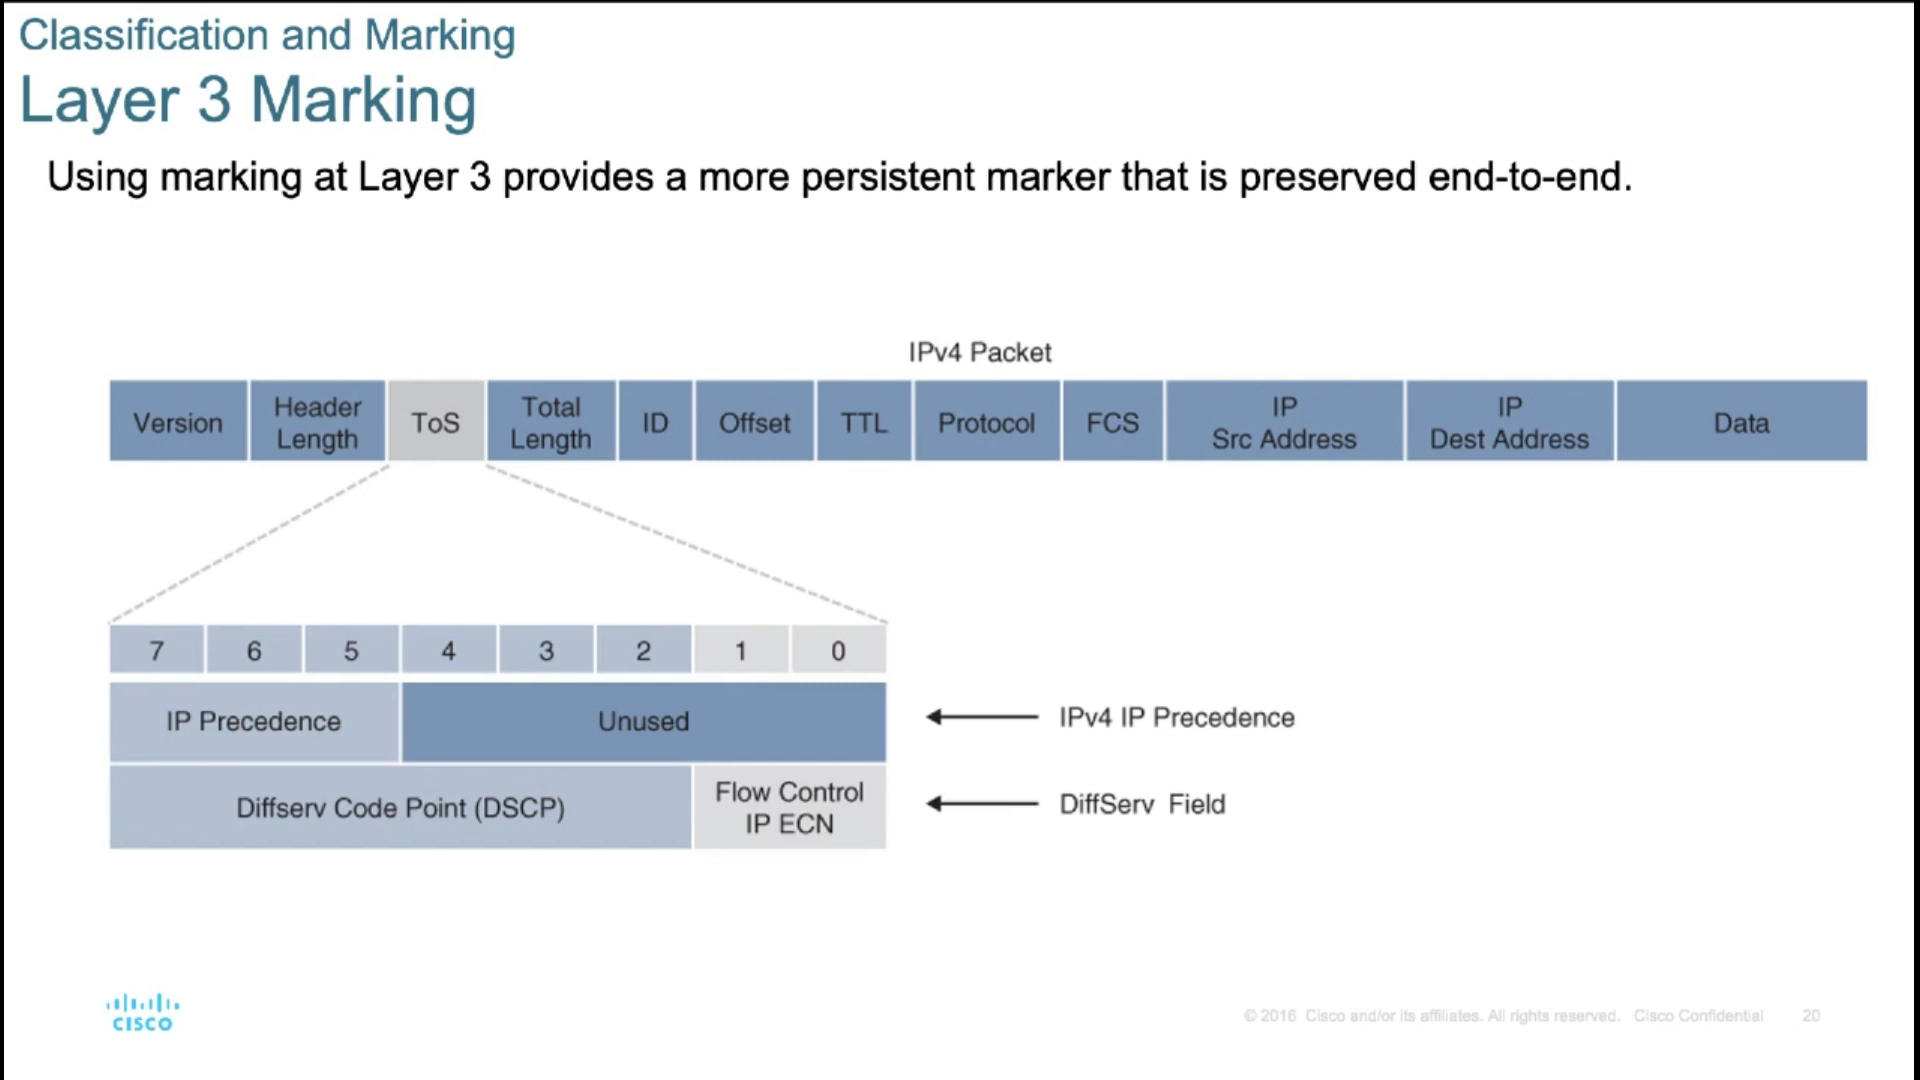 Classification and Marking
Layer 3 Marking
Using marking at Layer 3 provides a more persistent marker that is preserved end-to-end.
IPv4 Packet
Version
Header
Length
ToS
Total
Length
ID
Offset
TTL
Protocol
FCS
IP
Src Address
IP
Dest Address
Data
7 6 5 4 3 2 1 0
IP Precedence
Unused
IPv4 IP Precedence
Diffserv Code Point (DSCP)
Flow Control
IP ECN
DiffServ Field
CISCO
© 2016 Cisco and/or its affiliates. All rights reserved. Cisco Confidential 20